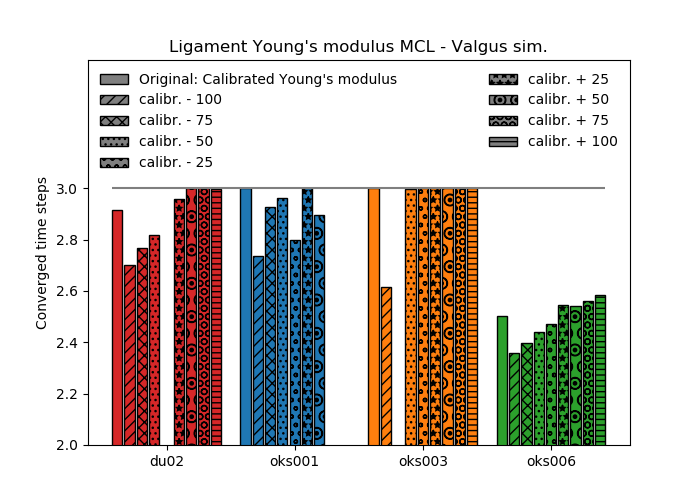 Ligament Young's modulus MCL - Valgus sim.
Original: Calibrated Young's modulus
calibr. - 100
calibr. - 75
calibr. - 50
calibr. - 25
calibr. + 25
calibr. + 50
calibr. + 75
calibr. + 100
Converged time steps
3.0
2.8
2.6
2.4
2.2
2.0
du02
oks001
oks003
oks006